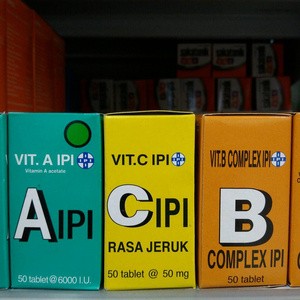 VIT. A IPI
Vitamin A acetate
AIPI
50 tablet @ 6000 I.U.
VIT.C IPI
CIPI
RASA JERUK
50 tablet @ 50 mg
VIT.B COMPLEX IPI
B
COMPLEX IPI
50 tablet